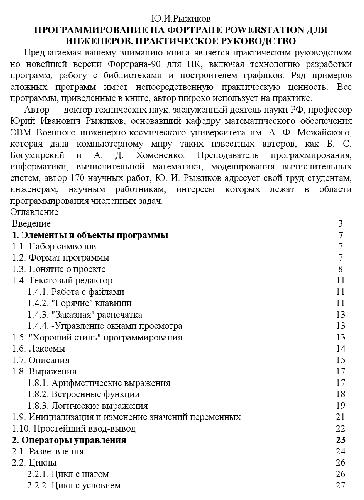 Ю.И.Рыжиков
ПРОГРАММИРОВАНИЕ НА ФОРТРАНЕ POWERSTATION ДЛЯ
ИНЖЕНЕРОВ. ПРАКТИЧЕСКОЕ РУКОВОДСТВО
Предлагаемая вашему вниманию книга является практическим руководством
по новейшей версии Фортрана-90 для ПК, включая технологию разработки
программ, работу с библиотеками и построителем графиков. Ряд примеров
сложных программ имеет непосредственную практическую ценность. Все
программы, приведенные в книге, автор широко использует на практике.
Автор — доктор технических наук, заслуженный деятель науки РФ, профессор
Юрий Иванович Рыжиков, основавший кафедру математического обеспечения
ЭВМ Военного инженерно-космического университета им. А. Ф. Можайского,
которая дала компьютерному миру таких известных авторов, как Б. С.
Богумирский и А. Д. Хомоненко. Преподаватель программирования,
информатики, вычислительной математики, моделирования вычислительных
систем, автор 170 научных работ, Ю. И. Рыжиков адресует свой труд студентам,
инженерам, научным работникам, интересы которых лежат в области
программирования численных задач.
Оглавление
Введение 3
1. Элементы и объекты программы 7
1.1. Набор символов 7
1.2. Формат программы 7
1.3. Понятие о проекте 8
1.4. Текстовый редактор 11
1.4.1. Работа с файлами 11
1.4.2. "Горячие" клавиши 11
1.4.3. "Заказная" распечатка 13
1.4.4. -Управление окнами просмотра 13
1.5. "Хороший стиль" программирования 13
1.6. Лексемы 14
1.7. Описания 15
1.8. Выражения 17
1.8.1. Арифметические выражения 17
1.8.2. Встроенные функции 18
1.8.3. Логические выражения 19
1.9. Инициализация и изменение значений переменных 21
1.10. Простейший ввод-вывод 22
2. Операторы управления 23
2.1. Разветвления 24
2.2. Циклы 26
2.2.1. Цикл с шагом 26
2.2.2. Цикл с условием 27